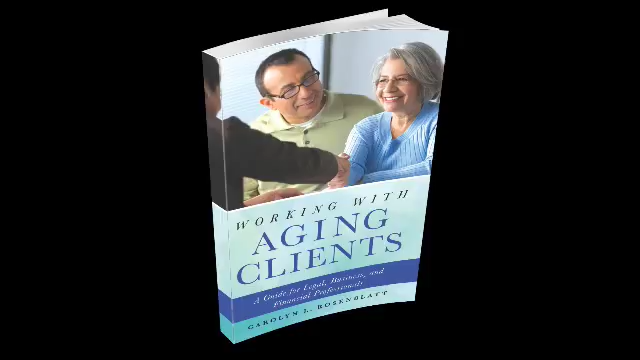 WORKING WITH
AGING
CLIENTS
A Guide for Legal, Business, and
Financial Professionals
CAROLYN L. ROSENBLATT